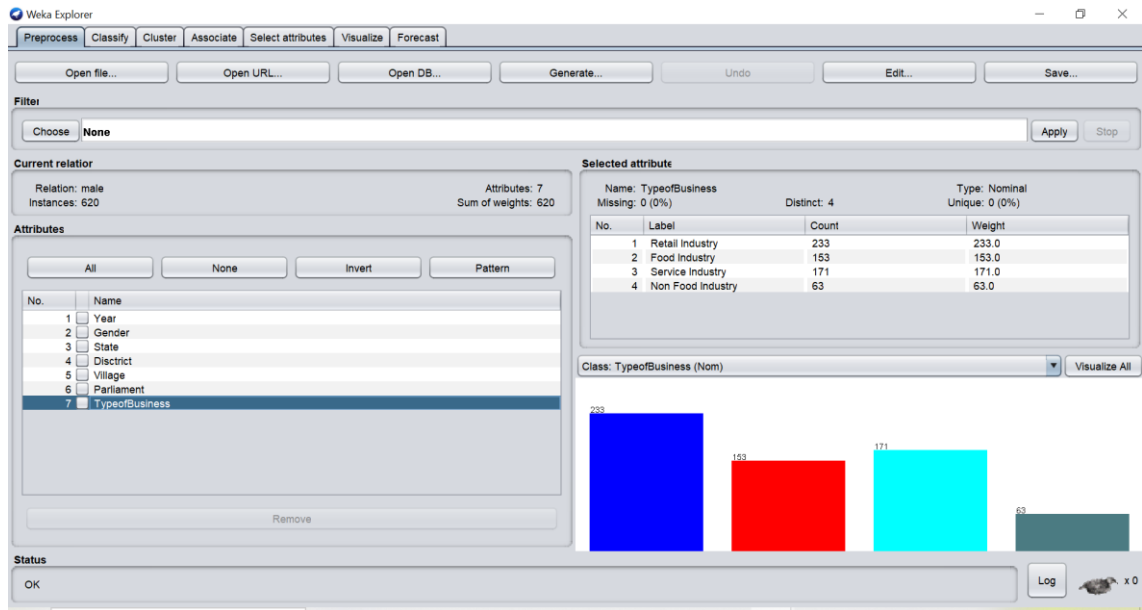 Weka Explorer
Preprocess Classify Cluster Associate Select attributes Visualize Forecast
Open file... Open URL... Open DB... Generate... Undo Edit... Save...
Filter
Choose None Apply Stop
Current relation
Relation: male Attributes: 7
Instances: 620 Sum of weights: 620
Attributes
All None Invert Pattern
No. Name
1 Year
2 Gender
3 State
4 Disctrict
5 Village
6 Parliament
7 TypeofBusiness
Remove
Selected attribute
Name: TypeofBusiness Type: Nominal
Missing: 0 (0%) Distinct: 4 Unique: 0 (0%)
No. Label Count Weight
1 Retail Industry 233 233.0
2 Food Industry 153 153.0
3 Service Industry 171 171.0
4 Non Food Industry 63 63.0
Class: TypeofBusiness (Nom) Visualize All
233
153
171
63
Status
OK Log x 0